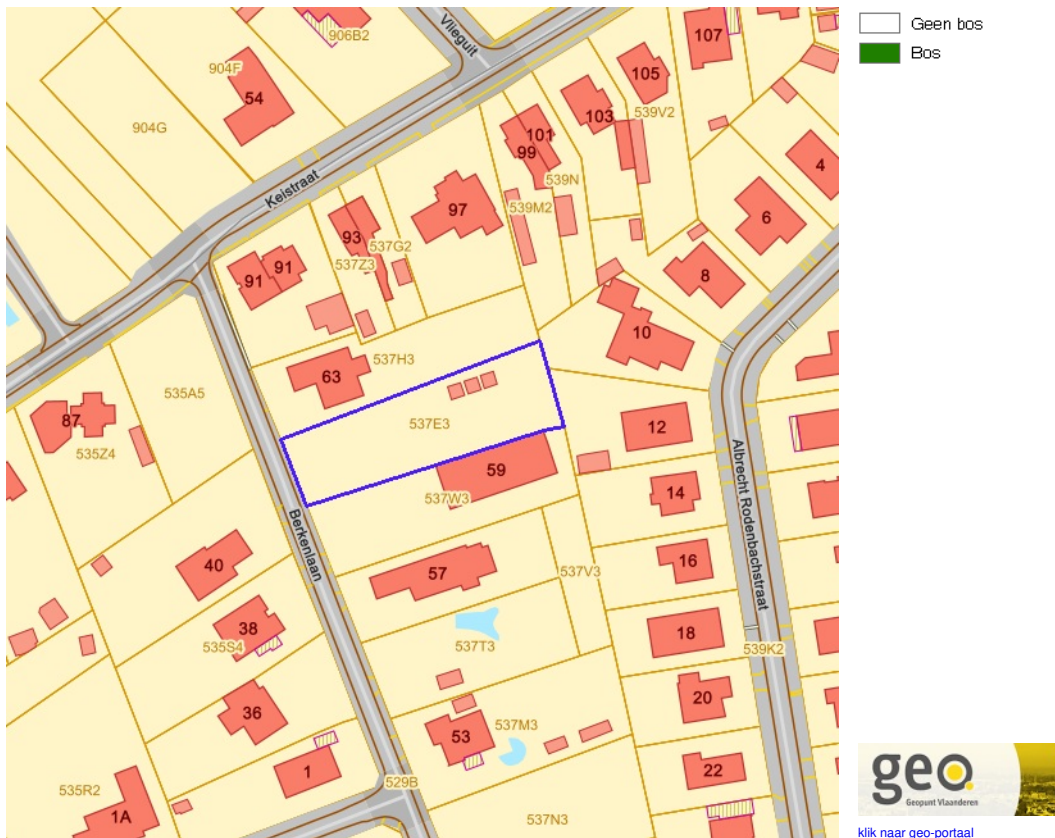 Geen bos
Bos
Vlieguit
906B2
107
904F
54
105
539V2
904G
103
101
99
4
539N
Keistraat
539M2
97
6
93
537G2
537Z3
91
91
8
10
537H3
63
535A5
537E3
87
12
535Z4
59
537W3
14
Albrecht Rodenbachstraat
Berkenlaan
40
57
537V3
16
38
18
535S4
537T3
539K2
20
36
53
537M3
1
22
529B
535R2
1A
537N3
geo
Geopunt Vlaanderen
klik naar geo-portaal